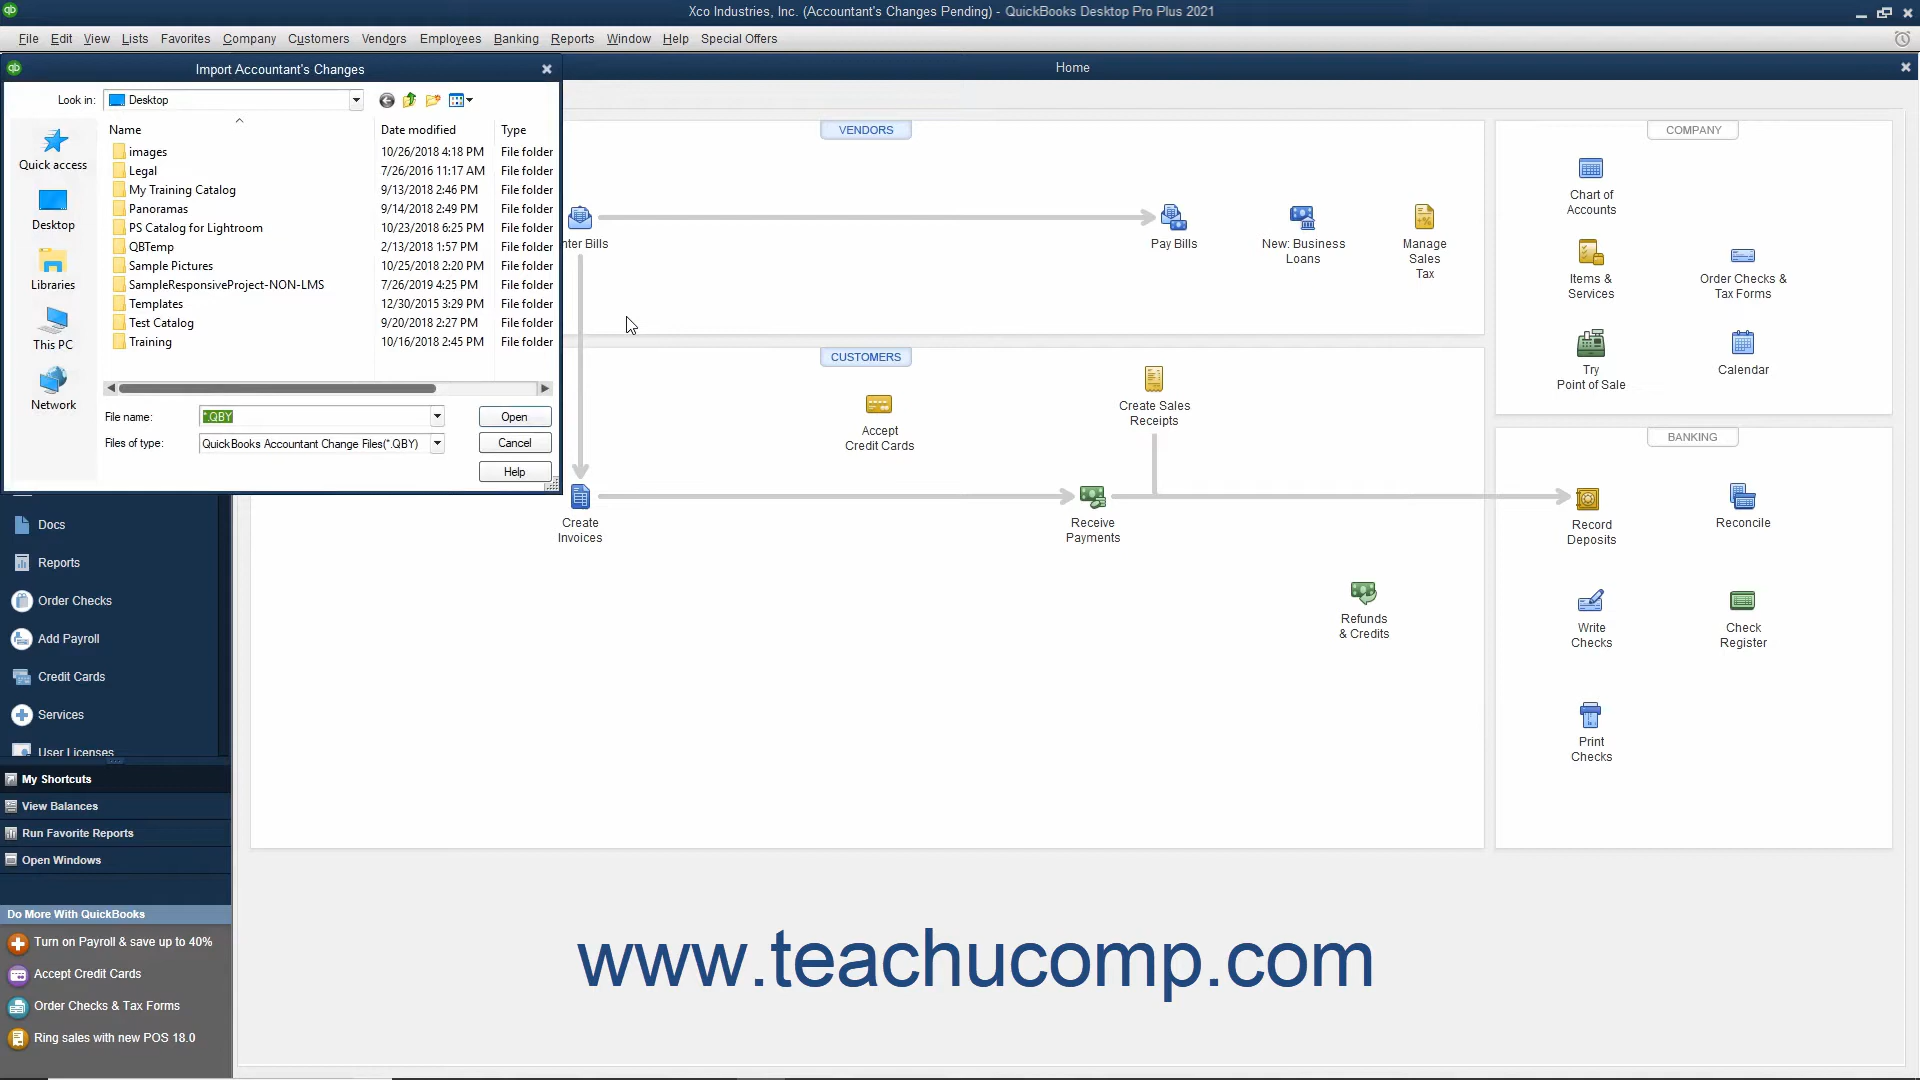 Xco Industries, Inc. (Accountant's Changes Pending) - QuickBooks Desktop Pro Plus 2021
File Edit View Lists Favorites Company Customers Vendors Employees Banking Reports Window Help Special Offers
Import Accountant's Changes
Home
Look in: Desktop
Name Date modified Type
Quick access
Desktop
Libraries
This PC
Network
images 10/26/2018 4:18 PM File folder
Legal 7/26/2016 11:17 AM File folder
My Training Catalog 9/13/2018 2:46 PM File folder
Panoramas 9/14/2018 2:49 PM File folder
PS Catalog for Lightroom 10/23/2018 6:25 PM File folder
QBTemp 2/13/2018 1:57 PM File folder
Sample Pictures 10/25/2018 2:20 PM File folder
SampleResponsiveProject-NON-LMS 7/26/2019 4:25 PM File folder
Templates 12/30/2015 3:29 PM File folder
Test Catalog 9/20/2018 2:27 PM File folder
Training 10/16/2018 2:45 PM File folder
File name: *.QBY Open
Files of type: QuickBooks Accountant Change Files(*.QBY) Cancel
Help
VENDORS
nter Bills
Pay Bills
New: Business
Loans
Manage
Sales
Tax
CUSTOMERS
Accept
Credit Cards
Create Sales
Receipts
Create
Invoices
Receive
Payments
Refunds
& Credits
COMPANY
Chart of
Accounts
Items &
Services
Order Checks &
Tax Forms
Try
Point of Sale
Calendar
BANKING
Record
Deposits
Reconcile
Write
Checks
Check
Register
Print
Checks
Docs
Reports
Order Checks
Add Payroll
Credit Cards
Services
User Licenses
My Shortcuts
View Balances
Run Favorite Reports
Open Windows
Do More With QuickBooks
Turn on Payroll & save up to 40%
Accept Credit Cards
Order Checks & Tax Forms
Ring sales with new POS 18.0
www.teachucomp.com